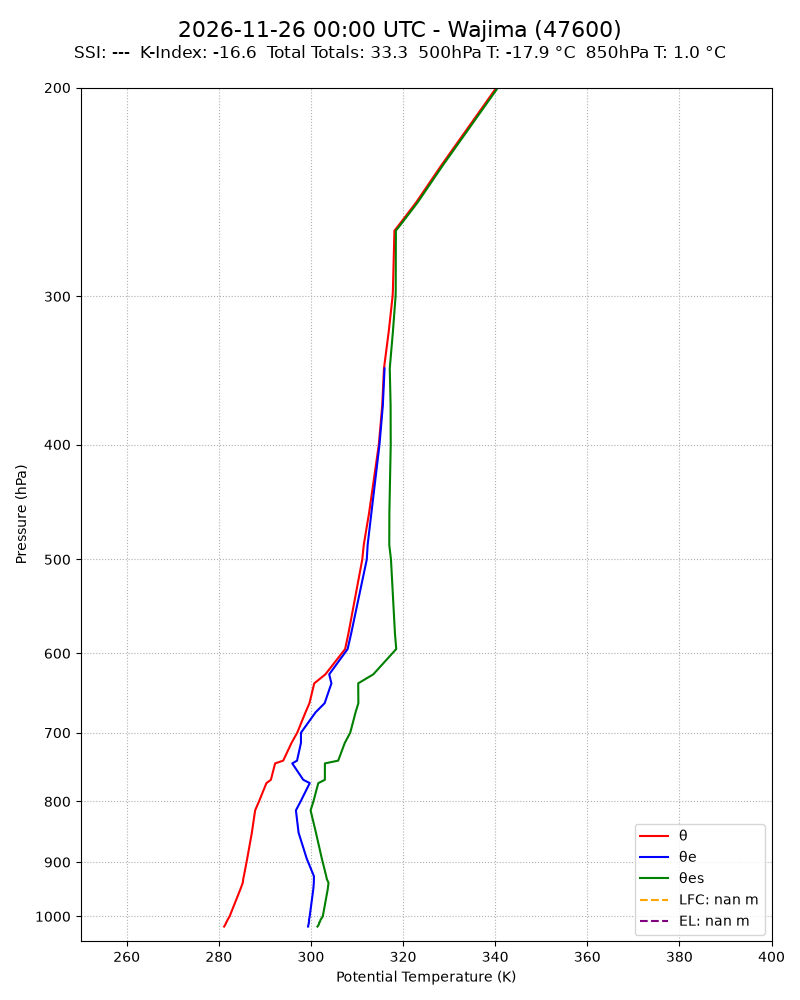 2026-11-26 00:00 UTC - Wajima (47600)
SSI: ---  K-Index: -16.6  Total Totals: 33.3  500hPa T: -17.9 °C  850hPa T: 1.0 °C
200
300
400
500
600
700
800
900
1000
Pressure (hPa)
260 280 300 320 340 360 380 400
Potential Temperature (K)
θ
θe
θes
LFC: nan m
EL: nan m